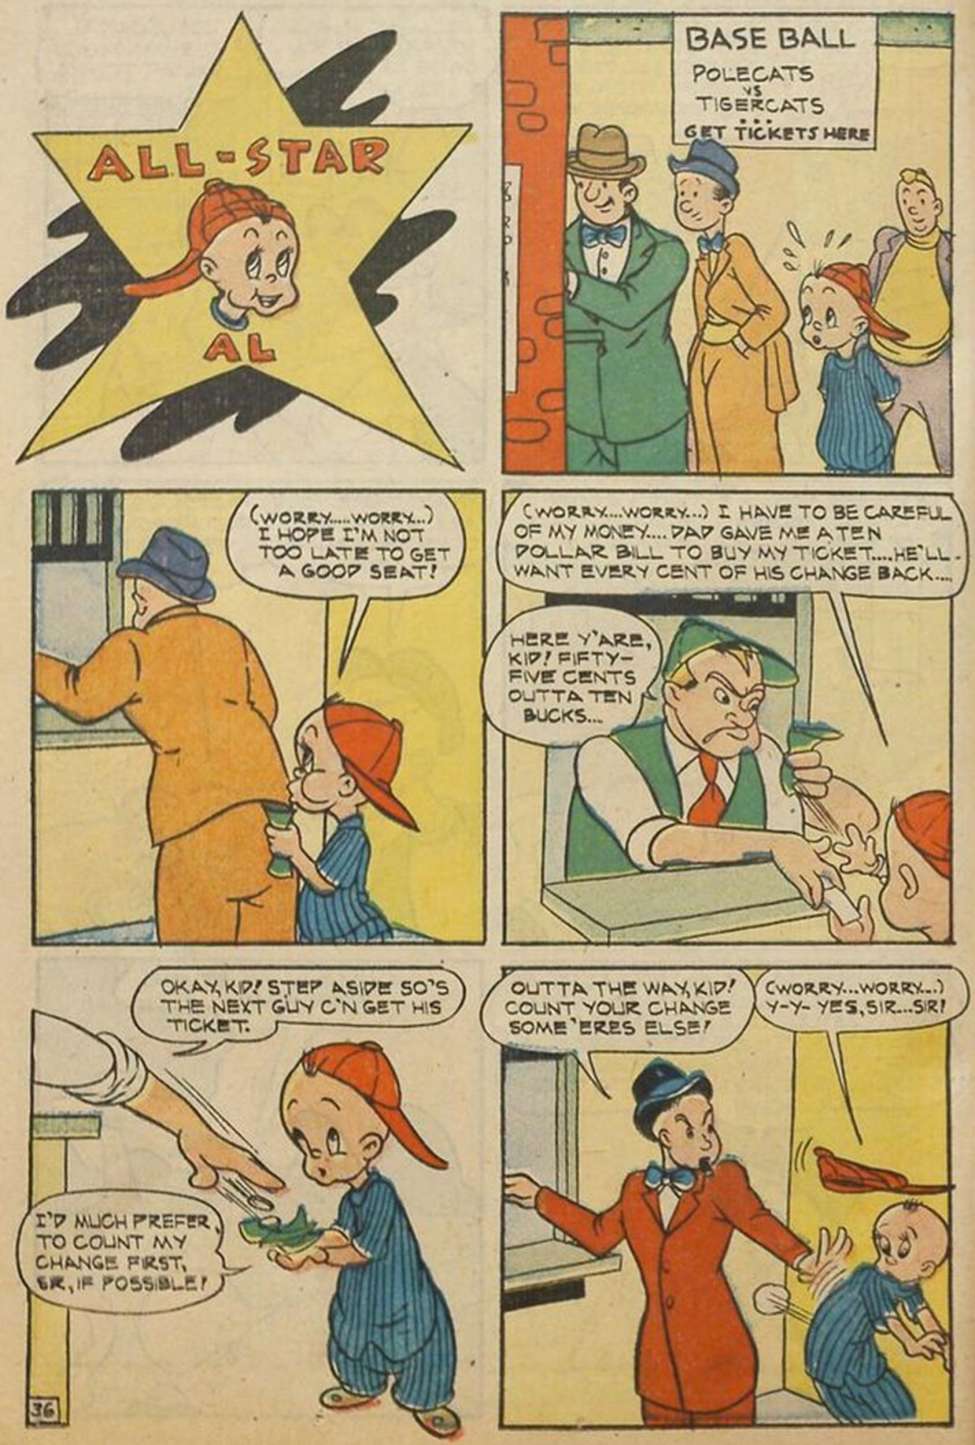 ALL-STAR
AL
BASE BALL
POLECATS
VS
TIGERCATS
...
GET TICKETS HERE
(WORRY.....WORRY...)
I HOPE I'M NOT
TOO LATE TO GET
A GOOD SEAT!
(WORRY...WORRY...) I HAVE TO BE CAREFUL
OF MY MONEY.... DAD GAVE ME A TEN
DOLLAR BILL TO BUY MY TICKET....HE'LL
WANT EVERY CENT OF HIS CHANGE BACK....
HERE Y'ARE,
KID! FIFTY-
FIVE CENTS
OUTTA TEN
BUCKS...
OKAY, KID! STEP ASIDE SO'S
THE NEXT GUY C'N GET HIS
TICKET.
I'D MUCH PREFER
TO COUNT MY
CHANGE FIRST,
SIR, IF POSSIBLE!
OUTTA THE WAY, KID!
COUNT YOUR CHANGE
SOME'ERES ELSE!
(WORRY...WORRY...)
Y-Y- YES, SIR...SIR!
36